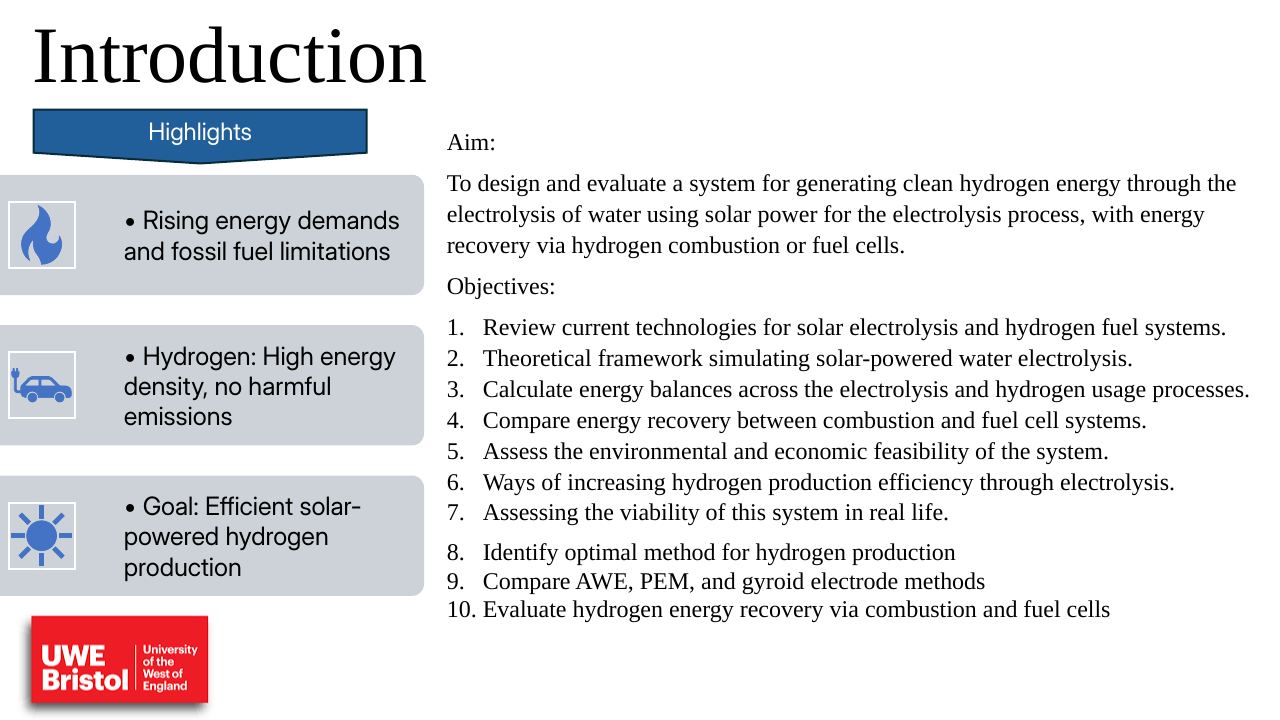 Introduction
Highlights
• Rising energy demands
and fossil fuel limitations
• Hydrogen: High energy
density, no harmful
emissions
• Goal: Efficient solar-
powered hydrogen
production
Aim:
To design and evaluate a system for generating clean hydrogen energy through the
electrolysis of water using solar power for the electrolysis process, with energy
recovery via hydrogen combustion or fuel cells.
Objectives:
1. Review current technologies for solar electrolysis and hydrogen fuel systems.
2. Theoretical framework simulating solar-powered water electrolysis.
3. Calculate energy balances across the electrolysis and hydrogen usage processes.
4. Compare energy recovery between combustion and fuel cell systems.
5. Assess the environmental and economic feasibility of the system.
6. Ways of increasing hydrogen production efficiency through electrolysis.
7. Assessing the viability of this system in real life.
8. Identify optimal method for hydrogen production
9. Compare AWE, PEM, and gyroid electrode methods
10. Evaluate hydrogen energy recovery via combustion and fuel cells
UWE
Bristol
University
of the
West of
England